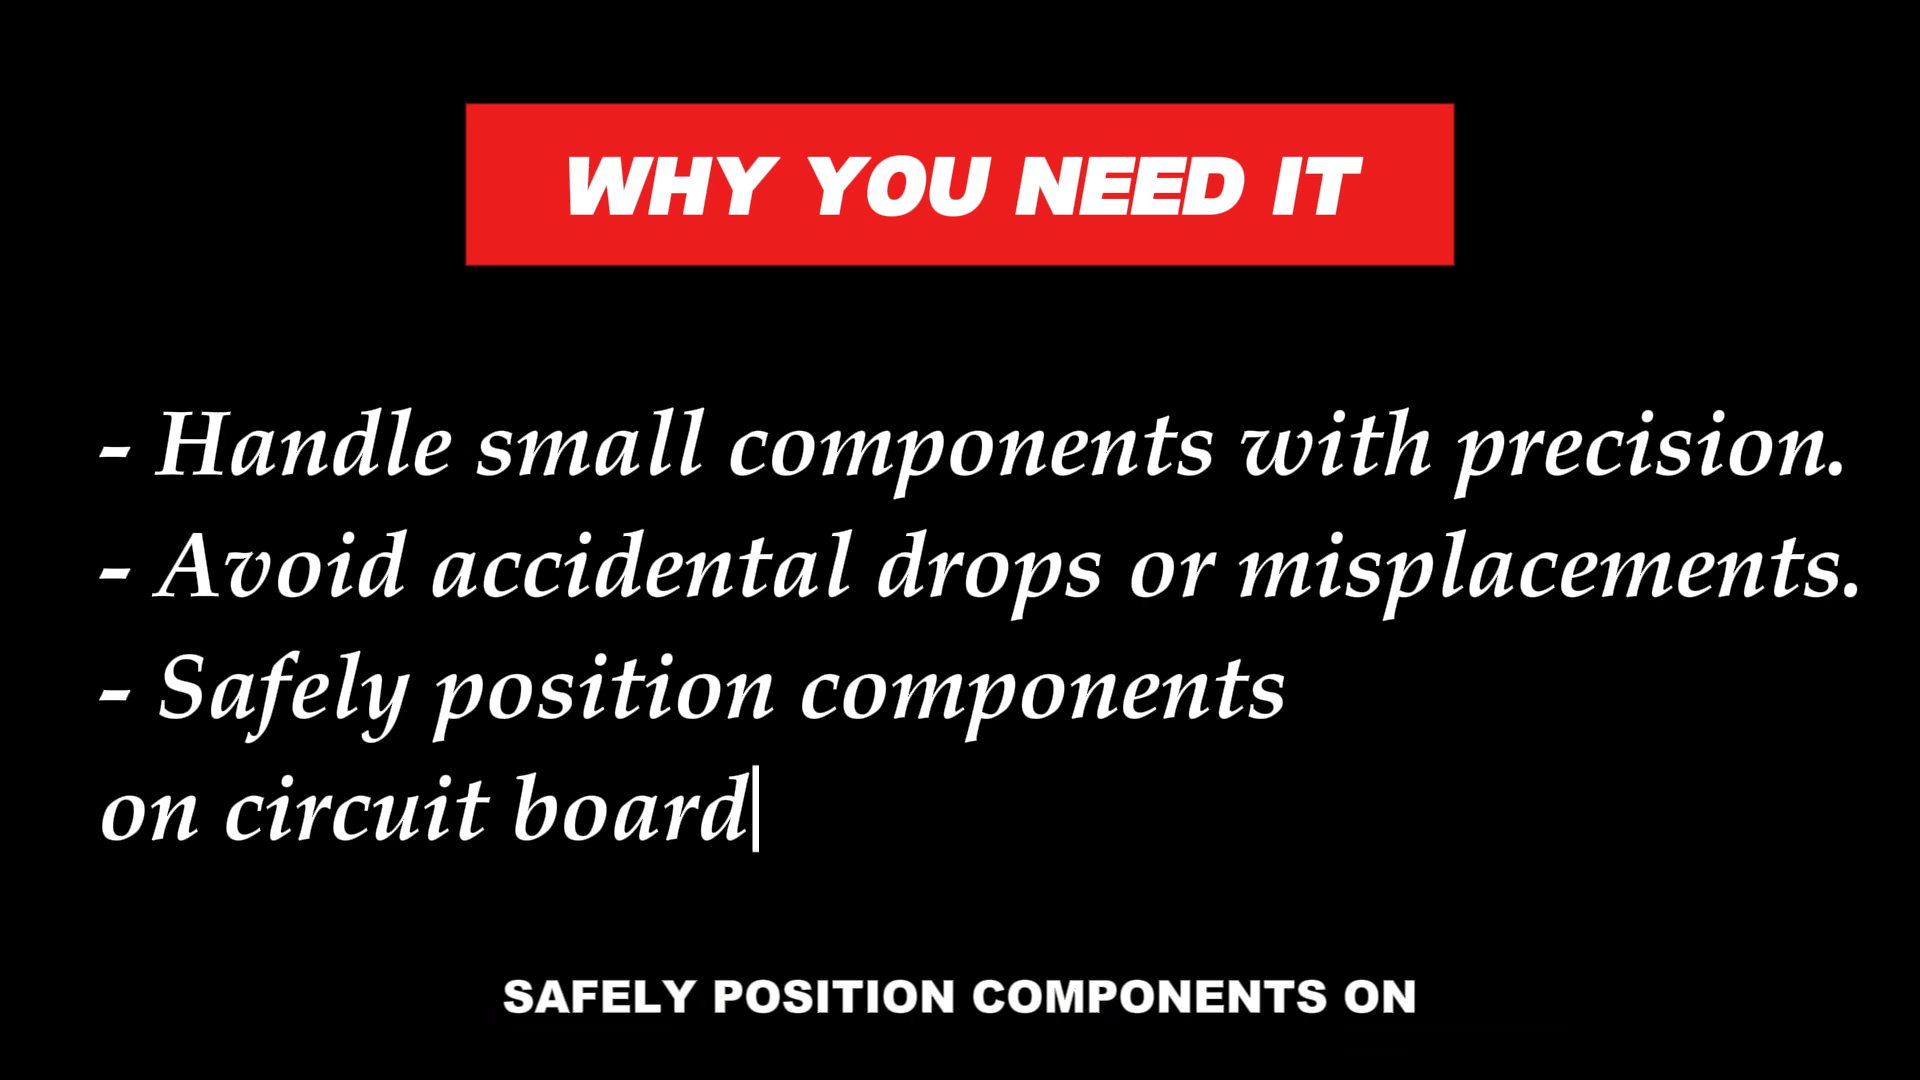 WHY YOU NEED IT
- Handle small components with precision.
- Avoid accidental drops or misplacements.
- Safely position components
on circuit board
SAFELY POSITION COMPONENTS ON